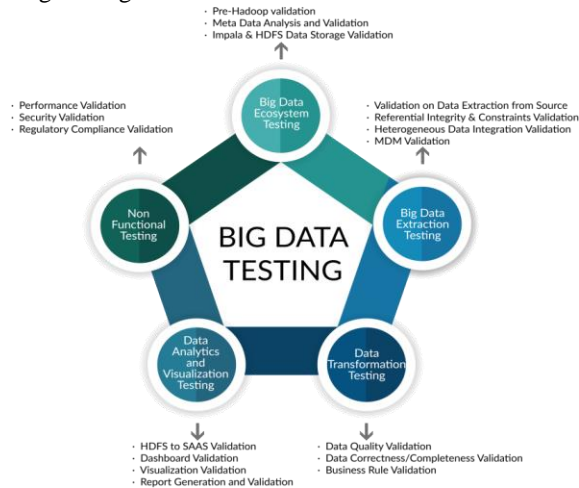 · Pre-Hadoop validation
· Meta Data Analysis and Validation
· Impala & HDFS Data Storage Validation
Big Data
Ecosystem
Testing
· Performance Validation
· Security Validation
· Regulatory Compliance Validation
· Validation on Data Extraction from Source
· Referential Integrity & Constraints Validation
· Heterogeneous Data Integration Validation
· MDM Validation
Non
Functional
Testing
BIG DATA
TESTING
Big Data
Extraction
Testing
Data
Analytics
and
Visualization
Testing
Data
Transformation
Testing
· HDFS to SAAS Validation
· Dashboard Validation
· Visualization Validation
· Report Generation and Validation
· Data Quality Validation
· Data Correctness/Completeness Validation
· Business Rule Validation